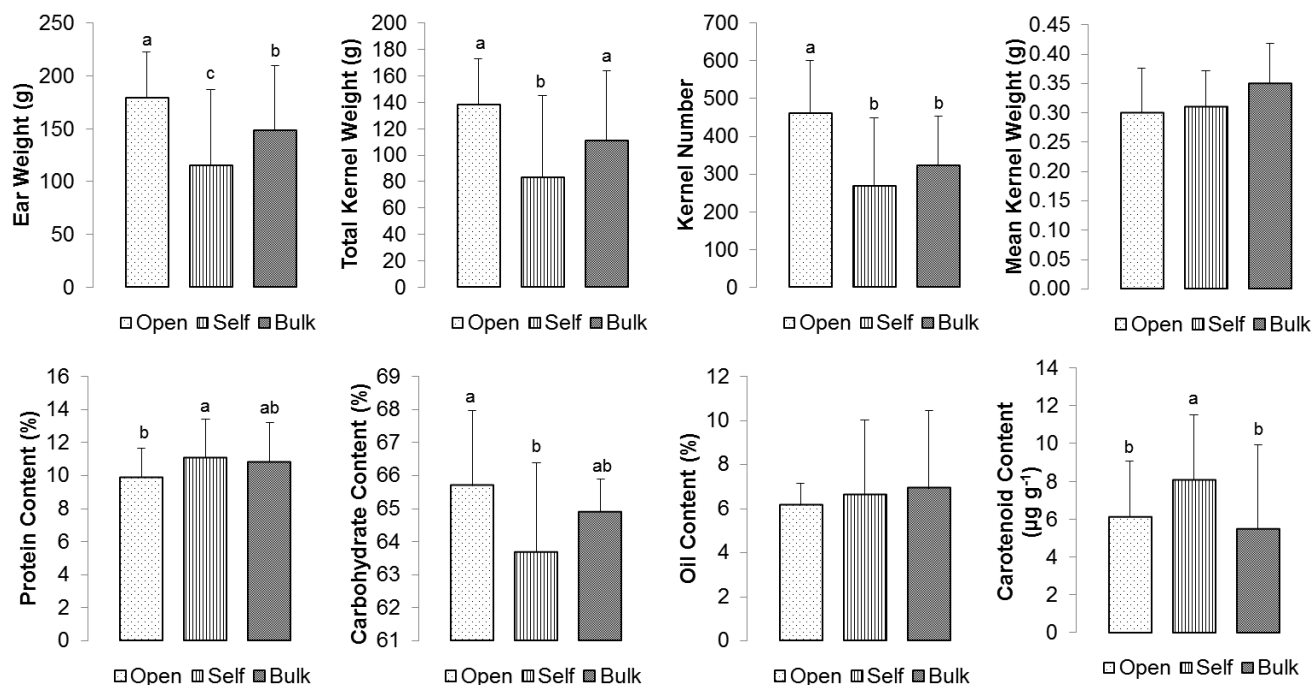 Ear Weight (g)
250
200
150
100
50
0
a
c
b
Open Self Bulk
Total Kernel Weight (g)
200
180
160
140
120
100
80
60
40
20
0
a
b
a
Open Self Bulk
Kernel Number
700
600
500
400
300
200
100
0
a
b
b
Open Self Bulk
Mean Kernel Weight (g)
0.45
0.40
0.35
0.30
0.25
0.20
0.15
0.10
0.05
0.00
Open Self Bulk
Protein Content (%)
16
14
12
10
8
6
4
2
0
b
a
ab
Open Self Bulk
Carbohydrate Content (%)
69
68
67
66
65
64
63
62
61
a
b
ab
Open Self Bulk
Oil Content (%)
12
10
8
6
4
2
0
Open Self Bulk
Carotenoid Content
(µg g-1)
14
12
10
8
6
4
2
0
b
a
b
Open Self Bulk